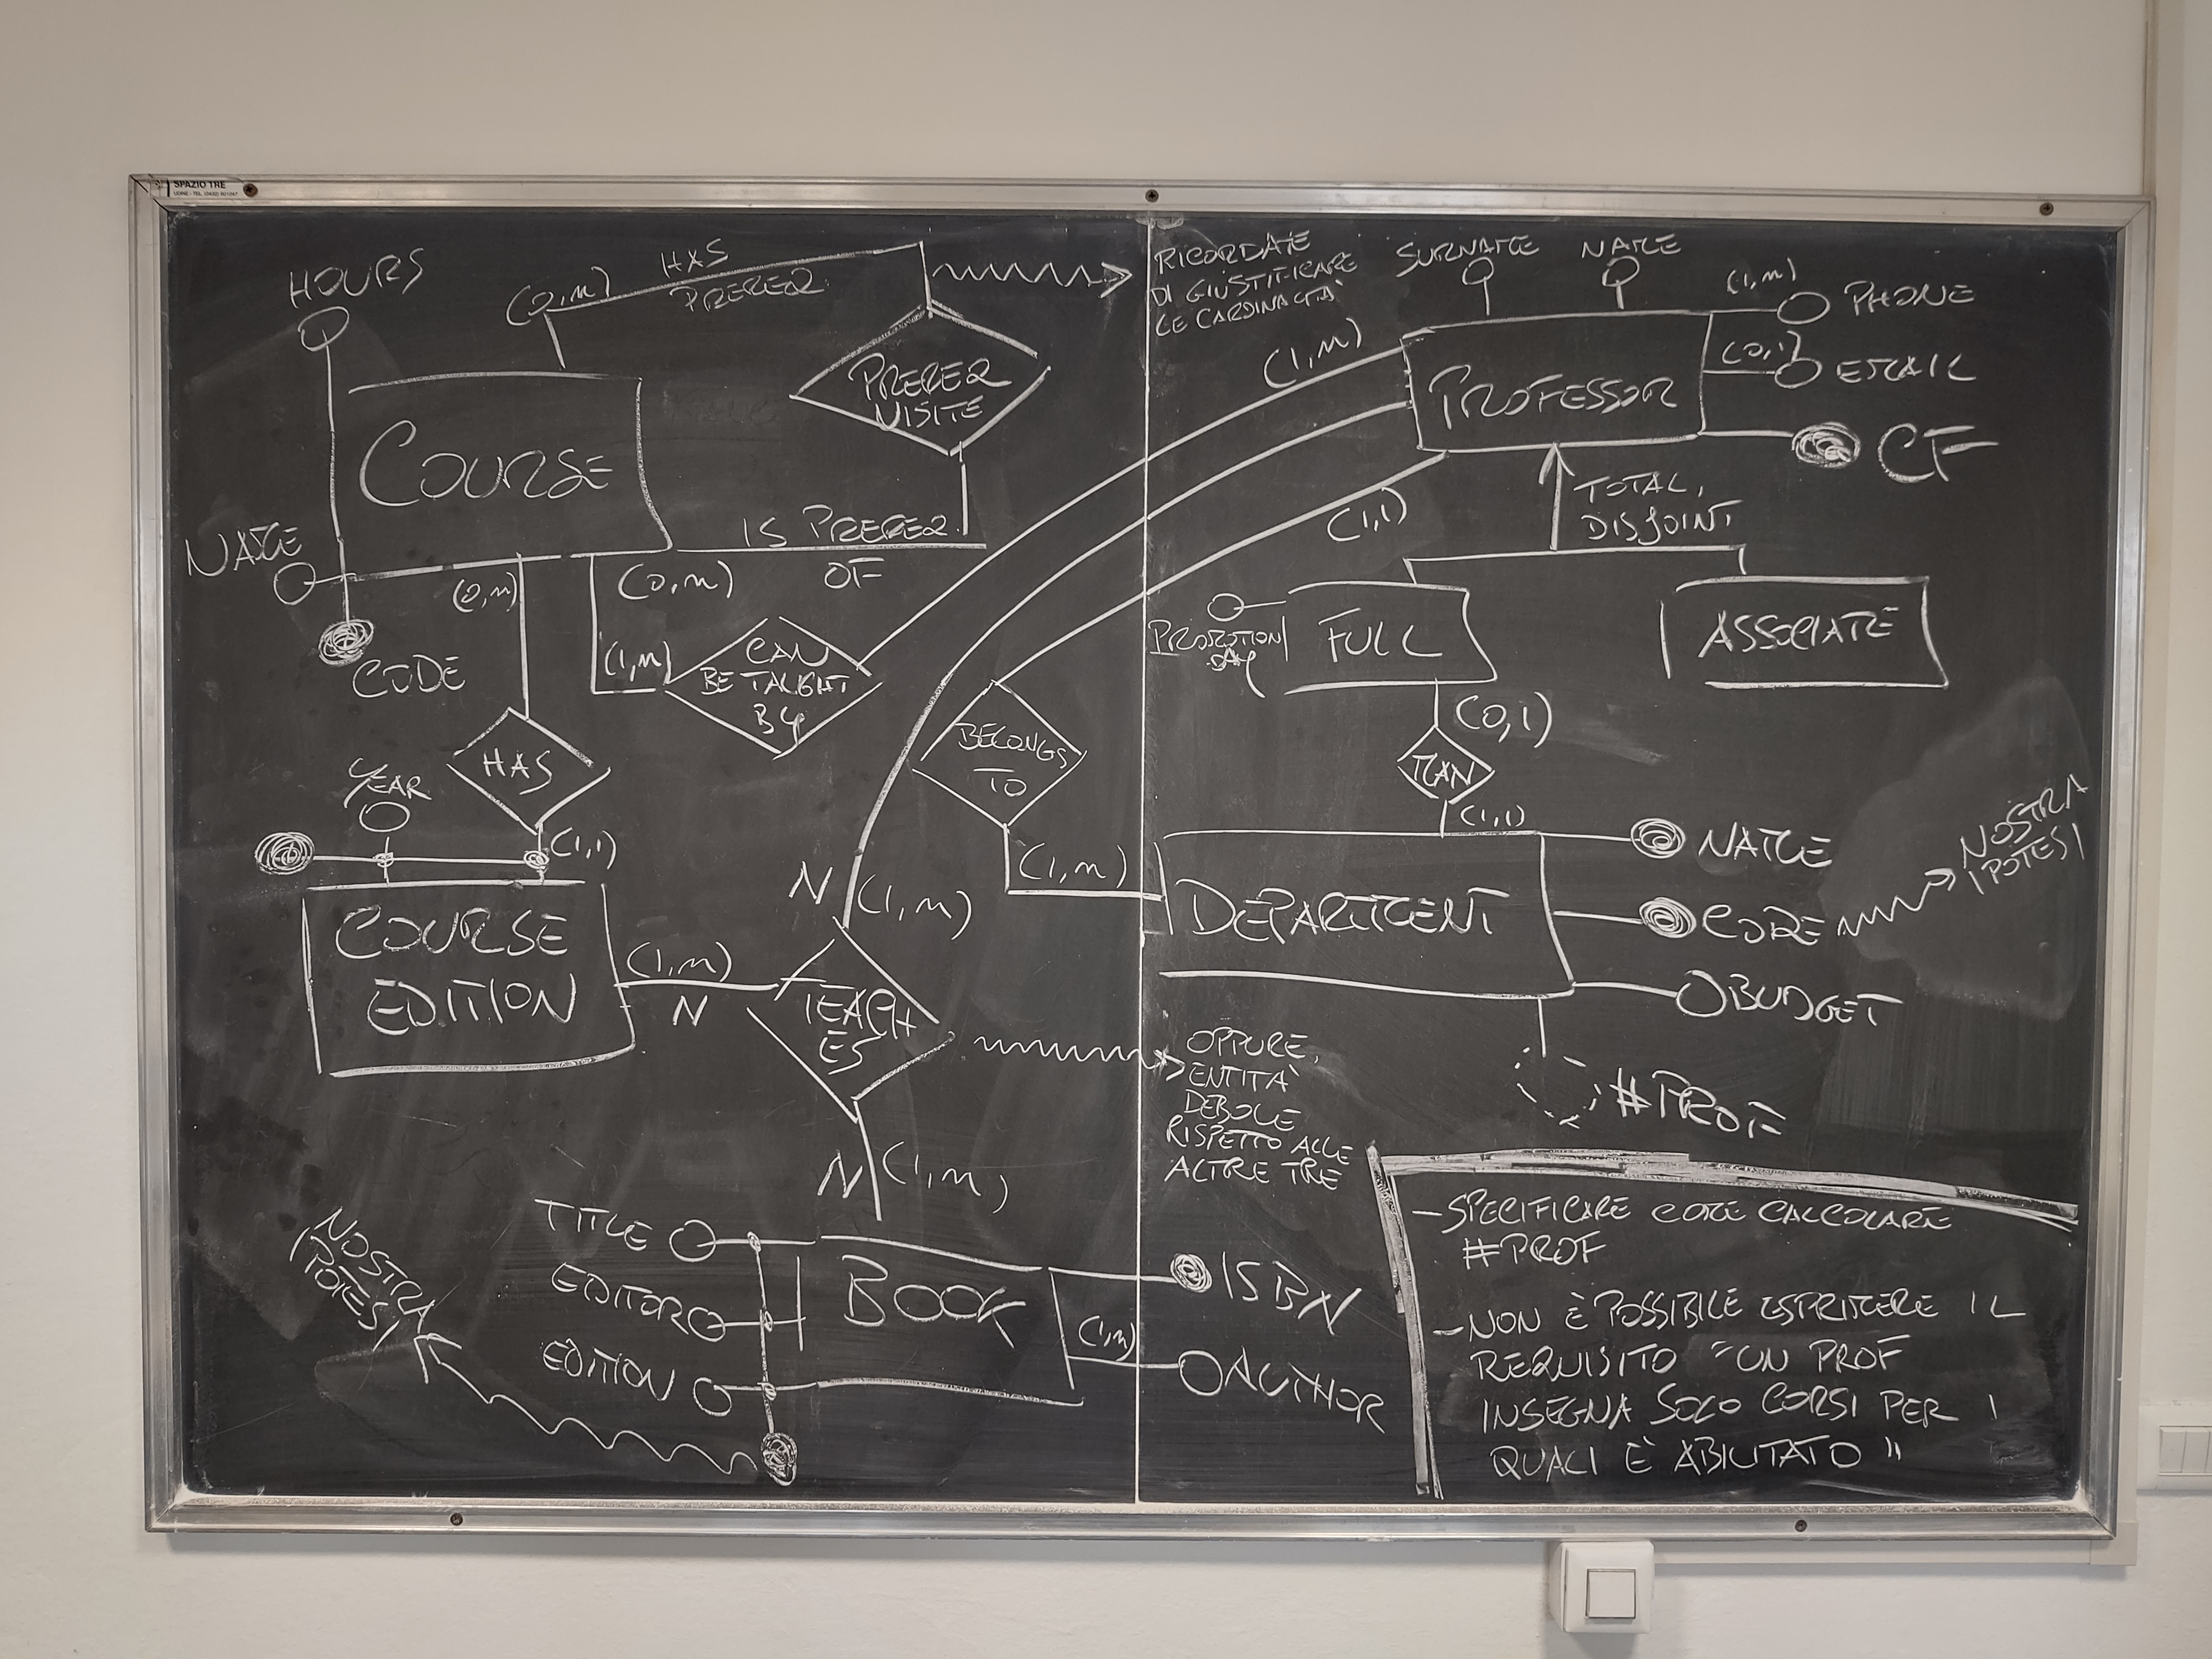 SPAZIO TRE
HOURS
(0,n)
HAS
PREREQ.
COURSE
PREREQ
UISITE
NAME
CODE
(0,n)
(0,n)
IS PREREQ.
OF
(1,n)
CAN
BE TAUGHT
BY
HAS
YEAR
(1,1)
COURSE
EDITION
(1,n)
N
N
(1,n)
TEACH
ES
N
(1,n)
BELONGS
TO
(1,n)
TITLE
EDITOR
EDITION
BOOK
NOSTRA
IPOTESI
ISBN
(1,n)
AUTHOR
RICORDATE
DI GIUSTIFICARE
LE CARDINALITÀ
SURNAME
NAME
(1,n)
PHONE
(0,1)
EMAIL
CF
PROFESSOR
(1,n)
(1,1)
TOTAL,
DISJOINT
PROMOTION
DAY
FULL
ASSOCIATE
(0,1)
RAN
(1,1)
DEPARTMENT
NAME
CODE
NOSTRA
IPOTESI
BUDGET
#PROF
OPPURE,
ENTITÀ
DEBOLE
RISPETTO ALLE
ALTRE TRE
- SPECIFICARE COME CALCOLARE
#PROF
- NON È POSSIBILE ESPRIMERE IL
REQUISITO "UN PROF
INSEGNA SOLO CORSI PER I
QUALI È ABILITATO"